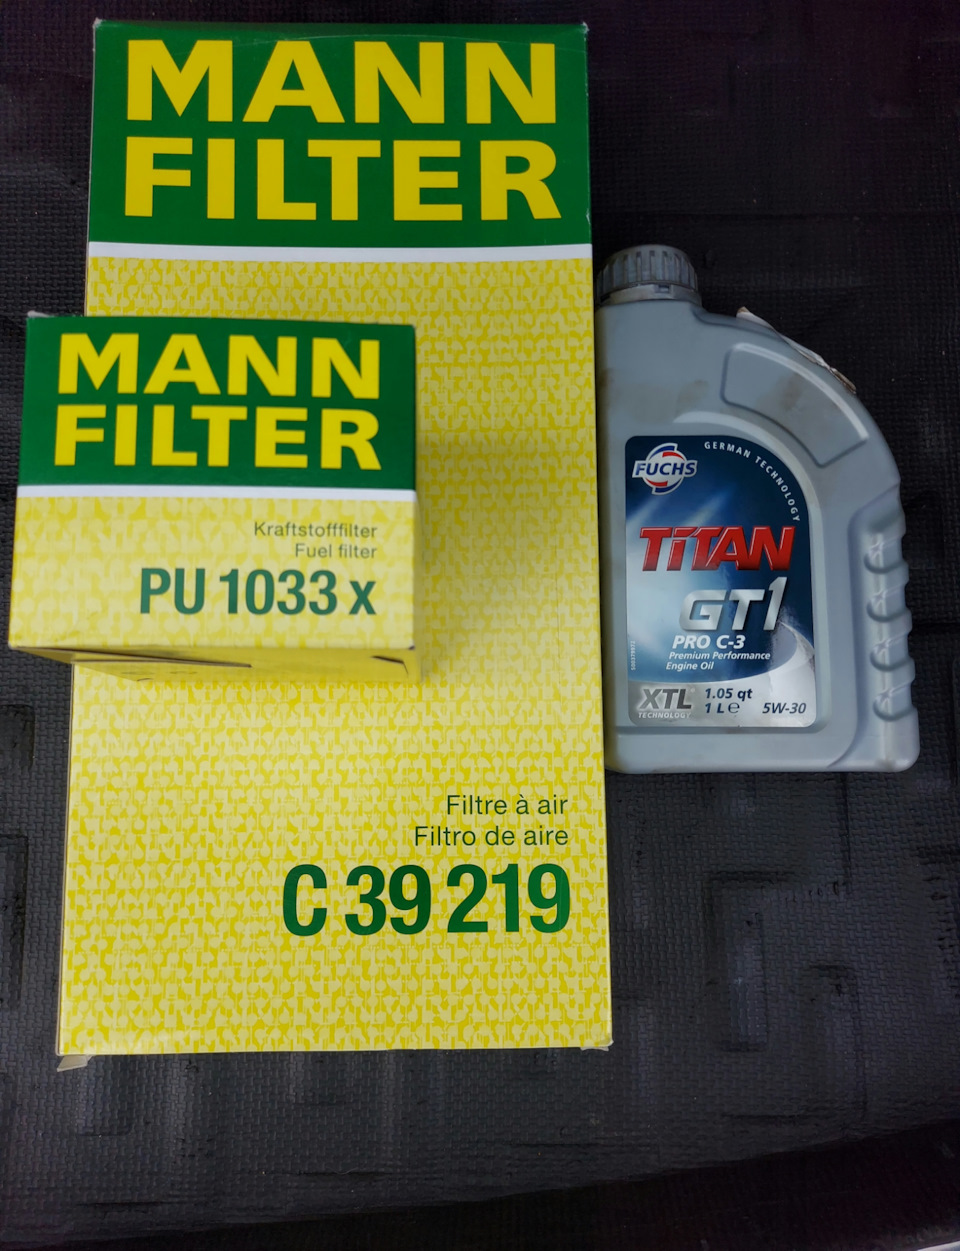 MANN
FILTER
MANN
FILTER
Kraftstofffilter
Fuel filter
PU 1033 x
Filtre à air
Filtro de aire
C 39 219
FUCHS
GERMAN TECHNOLOGY
TiTAN
GT1
PRO C-3
Premium Performance
Engine Oil
XTL
TECHNOLOGY
1.05 qt
1 L e
5W-30